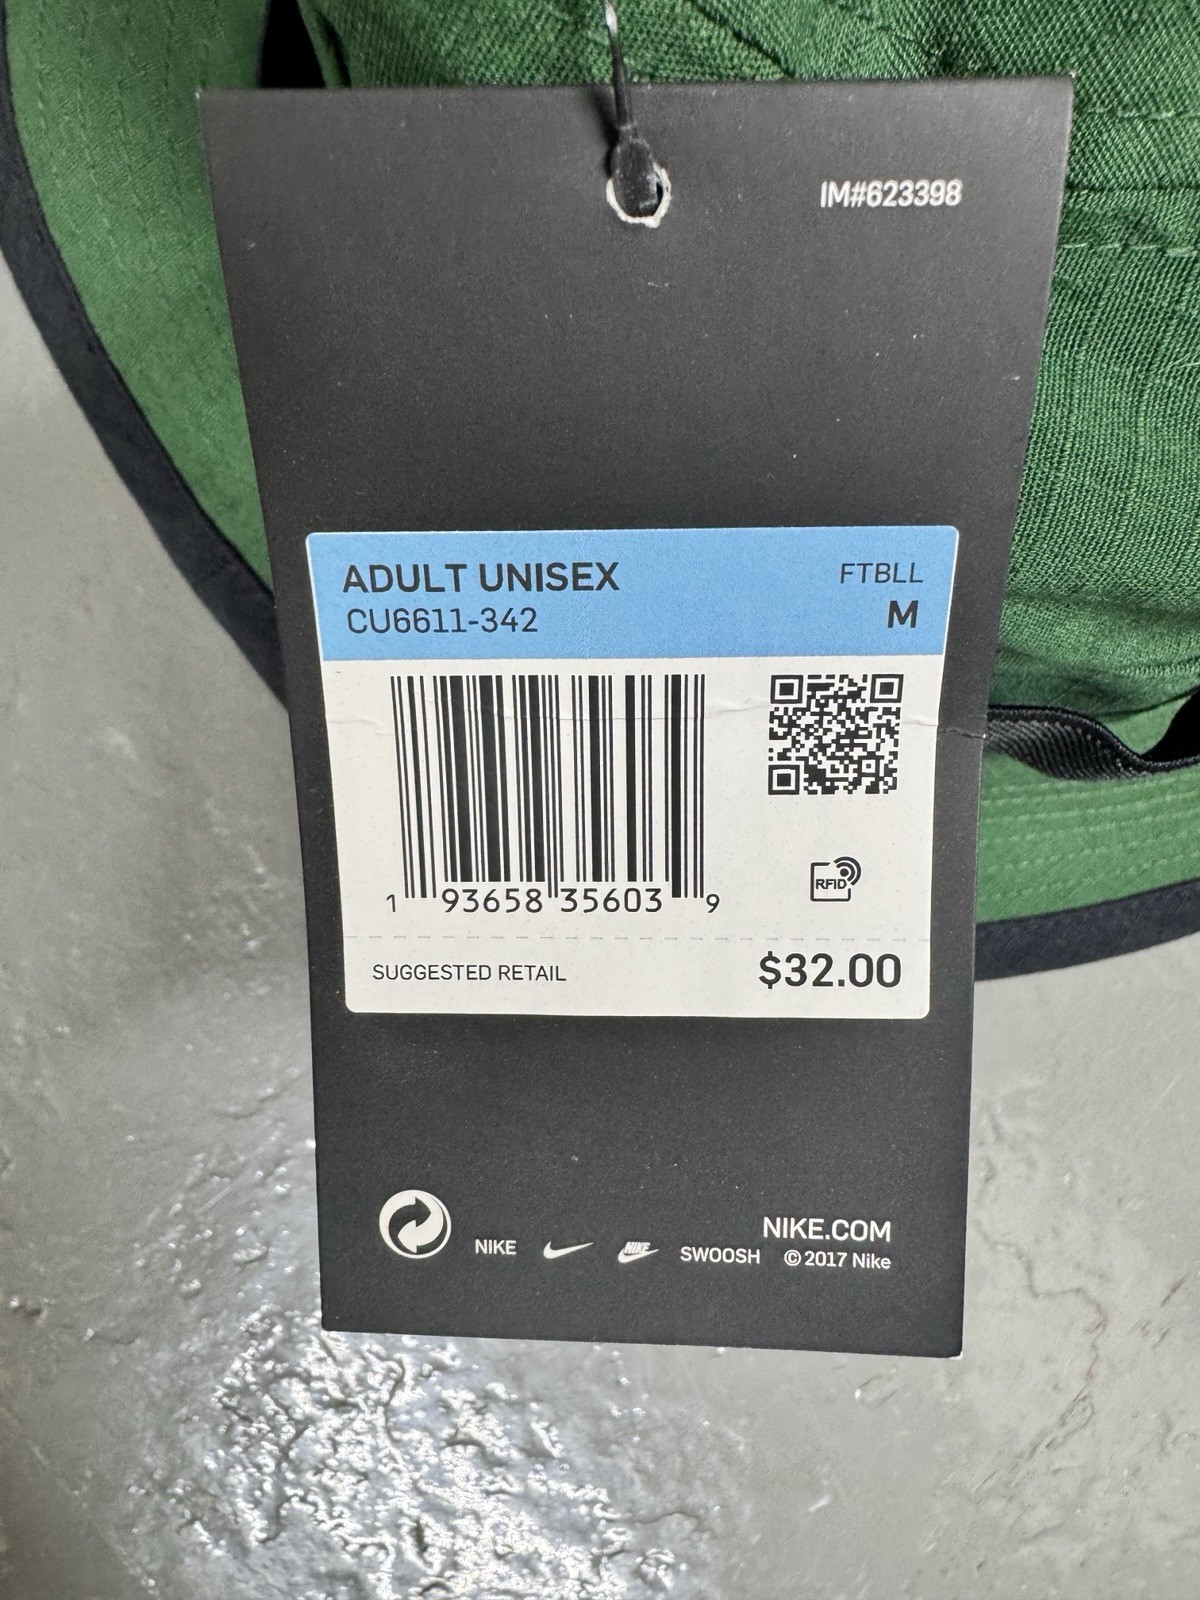 IM#623398
ADULT UNISEX
FTBLL
CU6611-342
M
1 93658 35603 9
RFID
SUGGESTED RETAIL
$32.00
NIKE.COM
NIKE NIKE SWOOSH © 2017 Nike